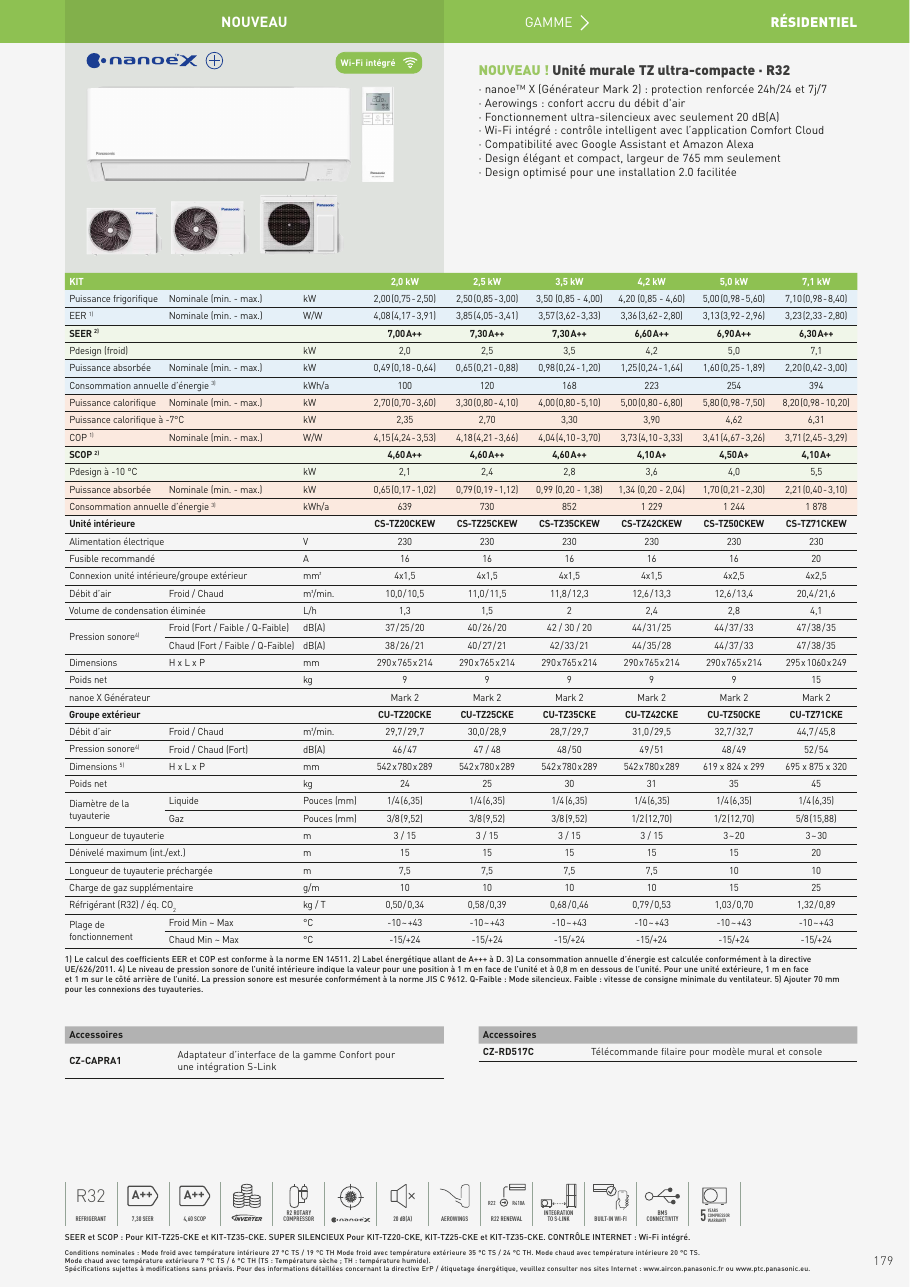 NOUVEAU
GAMME
RÉSIDENTIEL
nanoe™X
Wi-Fi intégré
Panasonic
Panasonic
Panasonic
Panasonic
Panasonic
NOUVEAU ! Unité murale TZ ultra-compacte · R32
· nanoe™ X (Générateur Mark 2) : protection renforcée 24h/24 et 7j/7
· Aerowings : confort accru du débit d'air
· Fonctionnement ultra-silencieux avec seulement 20 dB(A)
· Wi-Fi intégré : contrôle intelligent avec l'application Comfort Cloud
· Compatibilité avec Google Assistant et Amazon Alexa
· Design élégant et compact, largeur de 765 mm seulement
· Design optimisé pour une installation 2.0 facilitée
KIT 2,0 kW 2,5 kW 3,5 kW 4,2 kW 5,0 kW 7,1 kW
Puissance frigorifique Nominale (min. - max.) kW 2,00 (0,75 - 2,50) 2,50 (0,85 - 3,00) 3,50 (0,85 - 4,00) 4,20 (0,85 - 4,60) 5,00 (0,98 - 5,60) 7,10 (0,98 - 8,40)
EER 1) Nominale (min. - max.) W/W 4,08 (4,17 - 3,91) 3,85 (4,05 - 3,41) 3,57 (3,62 - 3,33) 3,36 (3,62 - 2,80) 3,13 (3,92 - 2,96) 3,23 (2,33 - 2,80)
SEER 2) 7,00 A++ 7,30 A++ 7,30 A++ 6,60 A++ 6,90 A++ 6,30 A++
Pdesign (froid) kW 2,0 2,5 3,5 4,2 5,0 7,1
Puissance absorbée Nominale (min. - max.) kW 0,49 (0,18 - 0,64) 0,65 (0,21 - 0,88) 0,98 (0,24 - 1,20) 1,25 (0,24 - 1,64) 1,60 (0,25 - 1,89) 2,20 (0,42 - 3,00)
Consommation annuelle d'énergie 3) kWh/a 100 120 168 223 254 394
Puissance calorifique Nominale (min. - max.) kW 2,70 (0,70 - 3,60) 3,30 (0,80 - 4,10) 4,00 (0,80 - 5,10) 5,00 (0,80 - 6,80) 5,80 (0,98 - 7,50) 8,20 (0,98 - 10,20)
Puissance calorifique à -7°C kW 2,35 2,70 3,30 3,90 4,62 6,31
COP 1) Nominale (min. - max.) W/W 4,15 (4,24 - 3,53) 4,18 (4,21 - 3,66) 4,04 (4,10 - 3,70) 3,73 (4,10 - 3,33) 3,41 (4,67 - 3,26) 3,71 (2,45 - 3,29)
SCOP 2) 4,60 A++ 4,60 A++ 4,60 A++ 4,10 A+ 4,50 A+ 4,10 A+
Pdesign à -10 °C kW 2,1 2,4 2,8 3,6 4,0 5,5
Puissance absorbée Nominale (min. - max.) kW 0,65 (0,17 - 1,02) 0,79 (0,19 - 1,12) 0,99 (0,20 - 1,38) 1,34 (0,20 - 2,04) 1,70 (0,21 - 2,30) 2,21 (0,40 - 3,10)
Consommation annuelle d'énergie 3) kWh/a 639 730 852 1 229 1 244 1 878
Unité intérieure CS-TZ20CKEW CS-TZ25CKEW CS-TZ35CKEW CS-TZ42CKEW CS-TZ50CKEW CS-TZ71CKEW
Alimentation électrique V 230 230 230 230 230 230
Fusible recommandé A 16 16 16 16 16 20
Connexion unité intérieure/groupe extérieur mm² 4x1,5 4x1,5 4x1,5 4x1,5 4x2,5 4x2,5
Débit d'air Froid / Chaud m³/min. 10,0/10,5 11,0/11,5 11,8/12,3 12,6/13,3 12,6/13,4 20,4/21,6
Volume de condensation éliminée L/h 1,3 1,5 2 2,4 2,8 4,1
Pression sonore4) Froid (Fort / Faible / Q-Faible) dB(A) 37/25/20 40/26/20 42 / 30 / 20 44/31/25 44/37/33 47/38/35
Chaud (Fort / Faible / Q-Faible) dB(A) 38/26/21 40/27/21 42/33/21 44/35/28 44/37/33 47/38/35
Dimensions H x L x P mm 290x765x214 290x765x214 290x765x214 290x765x214 290x765x214 295x1060x249
Poids net kg 9 9 9 9 9 15
nanoe X Générateur Mark 2 Mark 2 Mark 2 Mark 2 Mark 2 Mark 2
Groupe extérieur CU-TZ20CKE CU-TZ25CKE CU-TZ35CKE CU-TZ42CKE CU-TZ50CKE CU-TZ71CKE
Débit d'air Froid / Chaud m³/min. 29,7/29,7 30,0/28,9 28,7/29,7 31,0/29,5 32,7/32,7 44,7/45,8
Pression sonore4) Froid / Chaud (Fort) dB(A) 46/47 47 / 48 48/50 49/51 48/49 52/54
Dimensions 5) H x L x P mm 542x780x289 542x780x289 542x780x289 542x780x289 619 x 824 x 299 695 x 875 x 320
Poids net kg 24 25 30 31 35 45
Diamètre de la tuyauterie Liquide Pouces (mm) 1/4 (6,35) 1/4 (6,35) 1/4 (6,35) 1/4 (6,35) 1/4 (6,35) 1/4 (6,35)
Gaz Pouces (mm) 3/8 (9,52) 3/8 (9,52) 3/8 (9,52) 1/2 (12,70) 1/2 (12,70) 5/8 (15,88)
Longueur de tuyauterie m 3 / 15 3 / 15 3 / 15 3 / 15 3 ~ 20 3 ~ 30
Dénivelé maximum (int./ext.) m 15 15 15 15 15 20
Longueur de tuyauterie préchargée m 7,5 7,5 7,5 7,5 10 10
Charge de gaz supplémentaire g/m 10 10 10 10 15 25
Réfrigérant (R32) / éq. CO2 kg / T 0,50/0,34 0,58/0,39 0,68/0,46 0,79/0,53 1,03/0,70 1,32/0,89
Plage de fonctionnement Froid Min ~ Max °C -10 ~ +43 -10 ~ +43 -10 ~ +43 -10 ~ +43 -10 ~ +43 -10 ~ +43
Chaud Min ~ Max °C -15/+24 -15/+24 -15/+24 -15/+24 -15/+24 -15/+24
1) Le calcul des coefficients EER et COP est conforme à la norme EN 14511. 2) Label énergétique allant de A+++ à D. 3) La consommation annuelle d'énergie est calculée conformément à la directive
UE/626/2011. 4) Le niveau de pression sonore de l'unité intérieure indique la valeur pour une position à 1 m en face de l'unité et à 0,8 m en dessous de l'unité. Pour une unité extérieure, 1 m en face
et 1 m sur le côté arrière de l'unité. La pression sonore est mesurée conformément à la norme JIS C 9612. Q-Faible : Mode silencieux. Faible : vitesse de consigne minimale du ventilateur. 5) Ajouter 70 mm
pour les connexions des tuyauteries.
Accessoires
CZ-CAPRA1 Adaptateur d'interface de la gamme Confort pour
une intégration S-Link
Accessoires
CZ-RD517C Télécommande filaire pour modèle mural et console
R32
REFRIGERANT
A++
7,30 SEER
A++
4,60 SCOP
INVERTER
R2 ROTARY
COMPRESSOR
nanoeX
20 dB(A)
AEROWINGS
R22 R410A
R22 RENEWAL
INTEGRATION
TO S-LINK
BUILT-IN WI-FI
BMS
CONNECTIVITY
5 YEARS
COMPRESSOR
WARRANTY
SEER et SCOP : Pour KIT-TZ25-CKE et KIT-TZ35-CKE. SUPER SILENCIEUX Pour KIT-TZ20-CKE, KIT-TZ25-CKE et KIT-TZ35-CKE. CONTRÔLE INTERNET : Wi-Fi intégré.
Conditions nominales : Mode froid avec température intérieure 27 °C TS / 19 °C TH Mode froid avec température extérieure 35 °C TS / 24 °C TH. Mode chaud avec température intérieure 20 °C TS.
Mode chaud avec température extérieure 7 °C TS / 6 °C TH (TS : Température sèche ; TH : température humide).
Spécifications sujettes à modifications sans préavis. Pour des informations détaillées concernant la directive ErP / étiquetage énergétique, veuillez consulter nos sites Internet : www.aircon.panasonic.fr ou www.ptc.panasonic.eu.
179